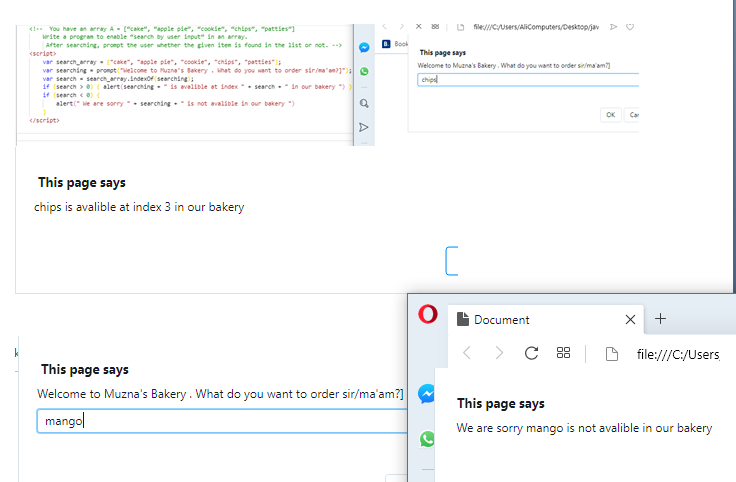 <!-- You have an array A = ["cake", "apple pie", "cookie", "chips", "patties"]
Write a program to enable "search by user input" in an array.
After searching, prompt the user whether the given item is found in the list or not. -->
<script>
var search_array = ["cake", "apple pie", "cookie", "chips", "patties"];
var searching = prompt("Welcome to Muzna's Bakery . What do you want to order sir/ma'am?]");
var search = search_array.indexOf(searching);
if (search > 0) { alert(searching + " is avalible at index " + search + " in our bakery ") }
if (search < 0) {
alert(" We are sorry " + searching + " is not avalible in our bakery ")
}
</script>
file:///C:/Users/AliComputers/Desktop/jav
B. Book
This page says
Welcome to Muzna's Bakery . What do you want to order sir/ma'am?]
chips
OK
Can
This page says
chips is avalible at index 3 in our bakery
This page says
Welcome to Muzna's Bakery . What do you want to order sir/ma'am?]
mango
Document
file:///C:/Users
This page says
We are sorry mango is not avalible in our bakery